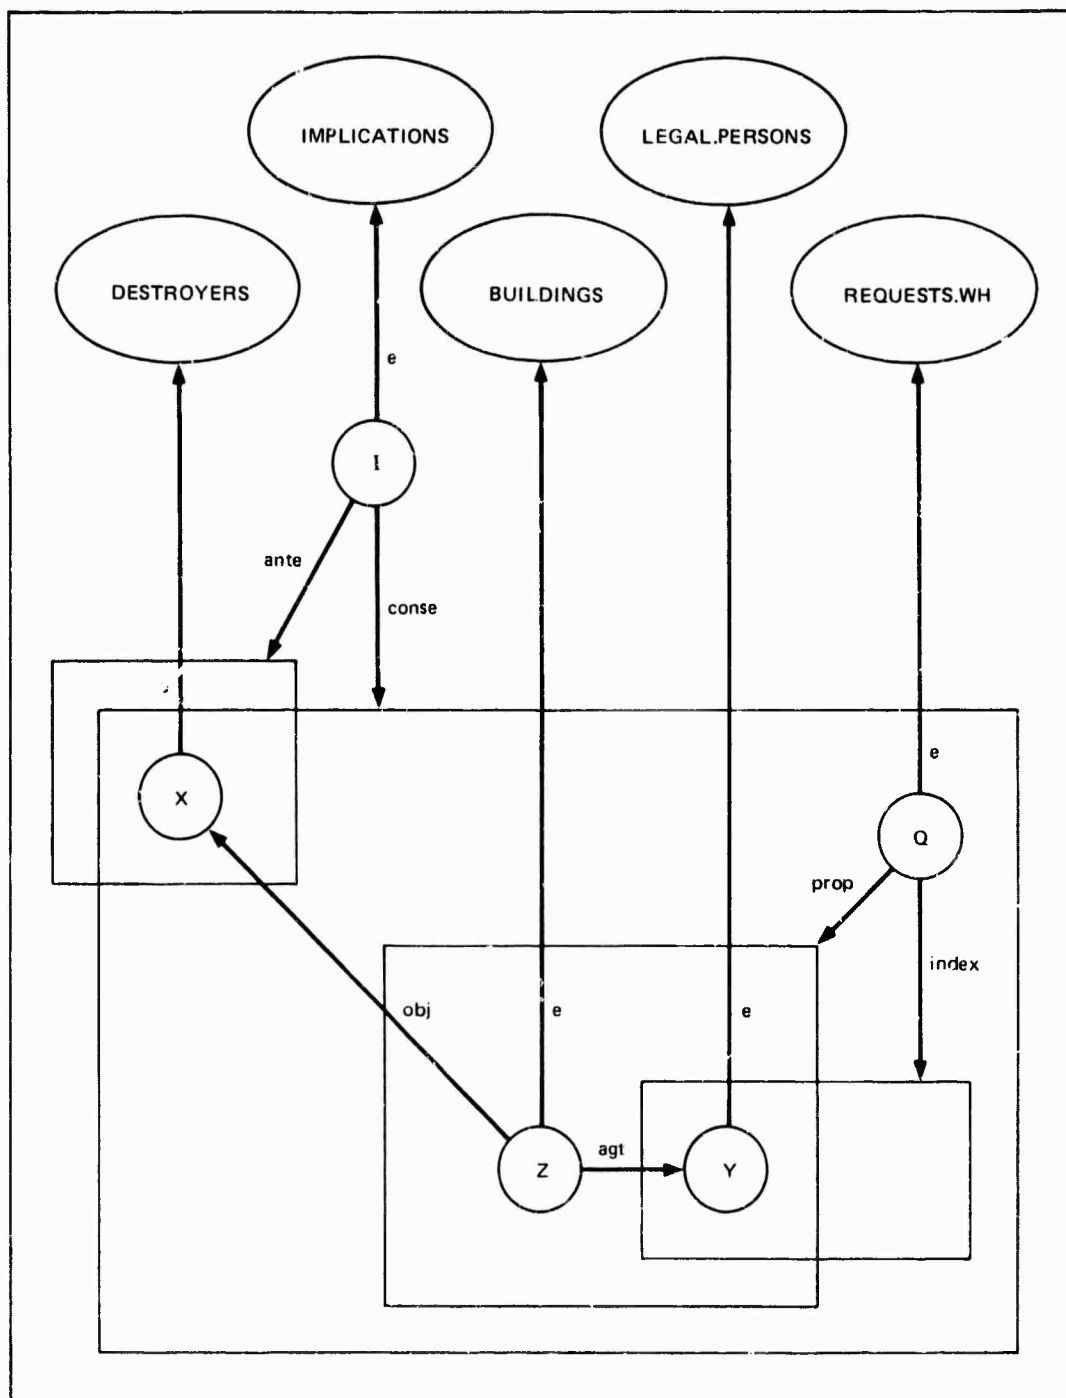 IMPLICATIONS
LEGAL.PERSONS
DESTROYERS
BUILDINGS
REQUESTS.WH
e
I
ante
conse
e
X
Q
prop
index
obj
e
e
agt
Z
Y